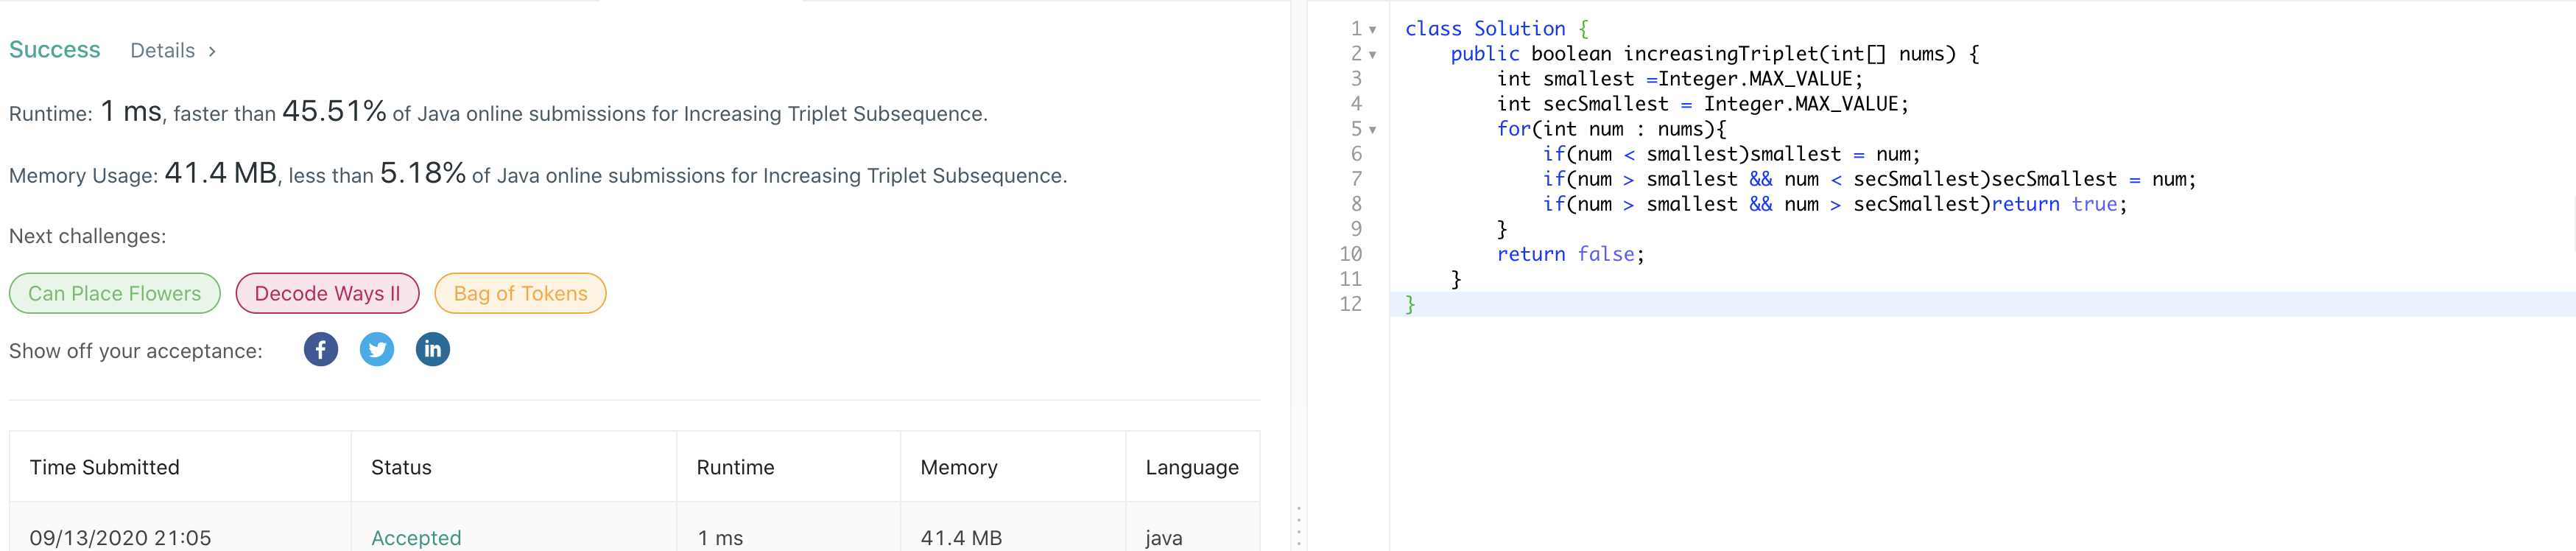 Success Details >
Runtime: 1 ms, faster than 45.51% of Java online submissions for Increasing Triplet Subsequence.
Memory Usage: 41.4 MB, less than 5.18% of Java online submissions for Increasing Triplet Subsequence.
Next challenges:
Can Place Flowers Decode Ways II Bag of Tokens
Show off your acceptance: f in
Time Submitted Status Runtime Memory Language
09/13/2020 21:05 Accepted 1 ms 41.4 MB java
1 class Solution {
2     public boolean increasingTriplet(int[] nums) {
3         int smallest =Integer.MAX_VALUE;
4         int secSmallest = Integer.MAX_VALUE;
5         for(int num : nums){
6             if(num < smallest)smallest = num;
7             if(num > smallest && num < secSmallest)secSmallest = num;
8             if(num > smallest && num > secSmallest)return true;
9         }
10         return false;
11     }
12 }